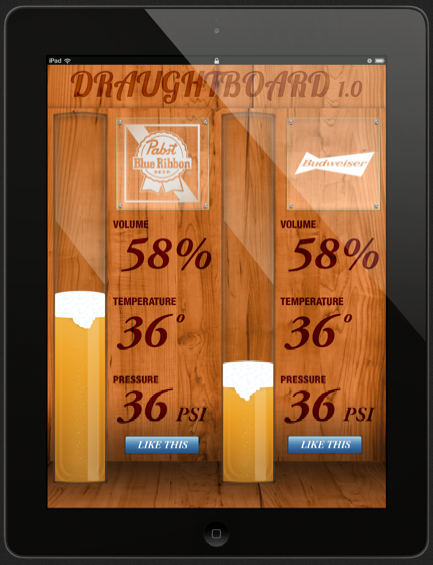 iPad
DRAUGHTBOARD 1.0
Pabst
Blue Ribbon
BEER
VOLUME
58%
TEMPERATURE
36°
PRESSURE
36 PSI
LIKE THIS
Budweiser
VOLUME
58%
TEMPERATURE
36°
PRESSURE
36 PSI
LIKE THIS